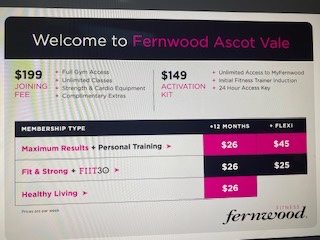 Welcome to Fernwood Ascot Vale
$199
JOINING
FEE
Full Gym Access
Unlimited Classes
Strength & Cardio Equipment
Complimentary Extras
$149
ACTIVATION
KIT
Unlimited Access to MyFernwood
Initial Fitness Trainer Induction
24 Hour Access Key
MEMBERSHIP TYPE +12 MONTHS + FLEXI
Maximum Results + Personal Training $26 $45
Fit & Strong + FIIT30 $26 $25
Healthy Living $26
Prices are per week
FITNESS
fernwood